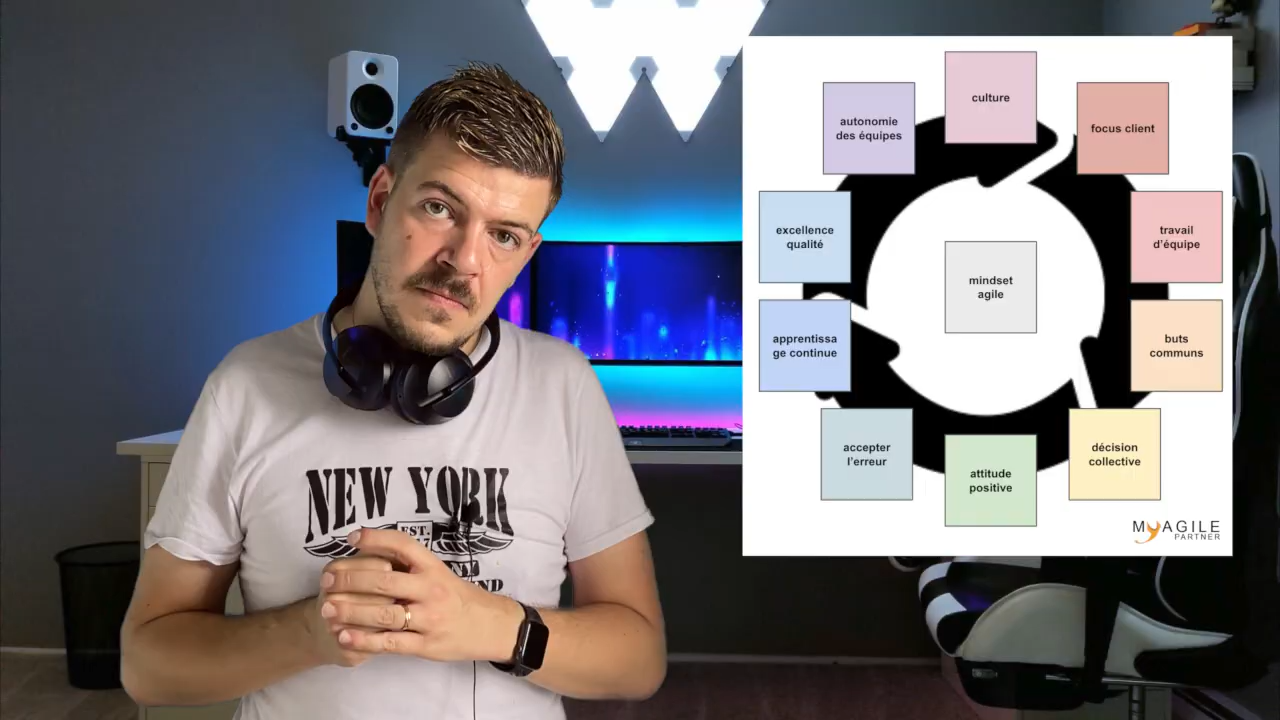 culture
autonomie
des équipes
focus client
excellence
qualité
travail
d'équipe
mindset
agile
apprentissa
ge continue
buts
communs
accepter
l'erreur
décision
collective
attitude
positive
MYAGILE
PARTNER
NEW YORK
EST.